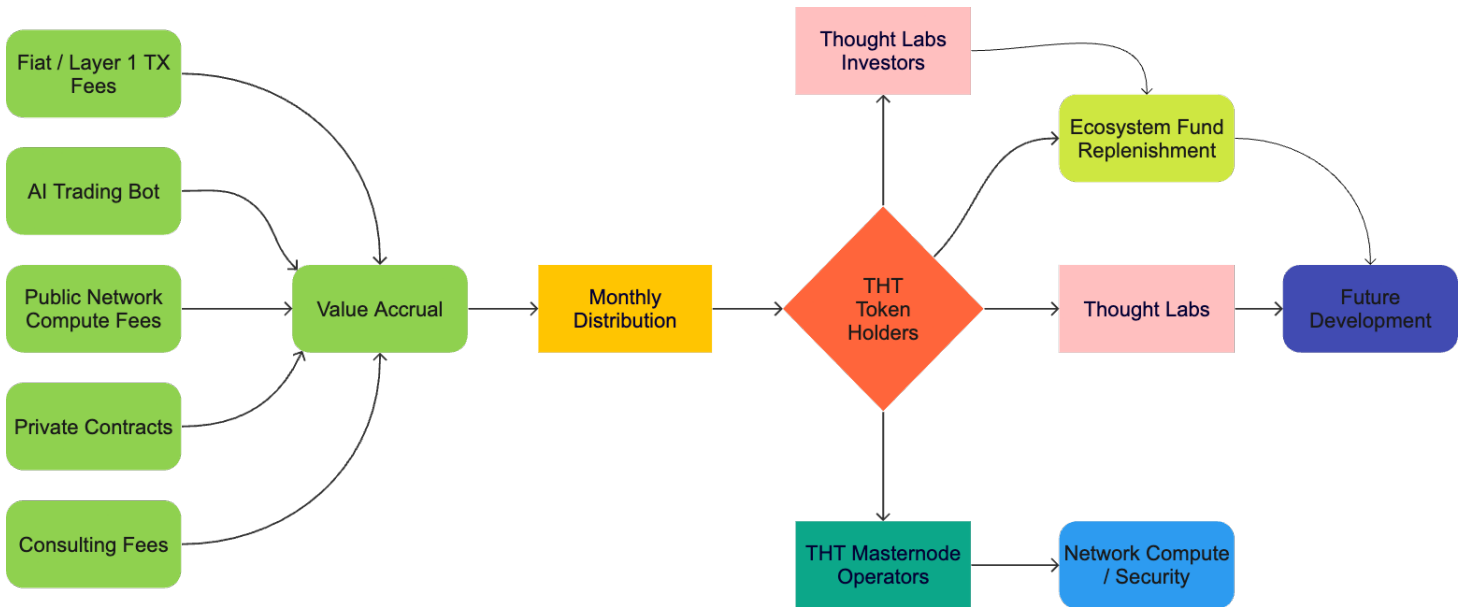 Fiat / Layer 1 TX
Fees
AI Trading Bot
Public Network
Compute Fees
Private Contracts
Consulting Fees
Value Accrual
Monthly
Distribution
THT
Token
Holders
Thought Labs
Investors
Ecosystem Fund
Replenishment
Thought Labs
Future
Development
THT Masternode
Operators
Network Compute
/ Security